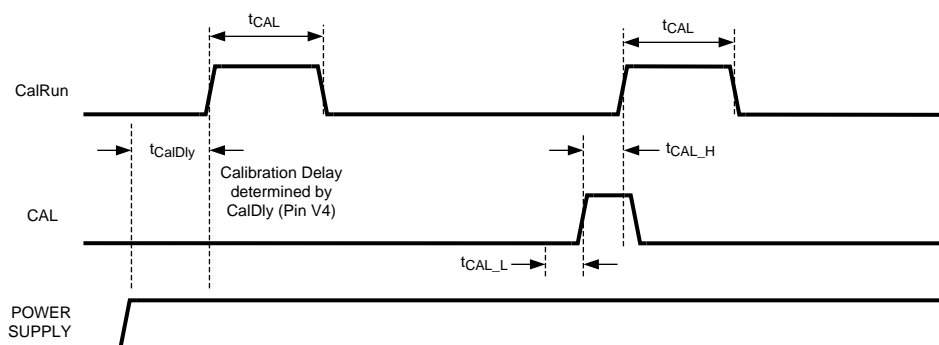 tCAL
tCAL
CalRun
tCalDly
tCAL_H
Calibration Delay
determined by
CalDly (Pin V4)
CAL
tCAL_L
POWER
SUPPLY